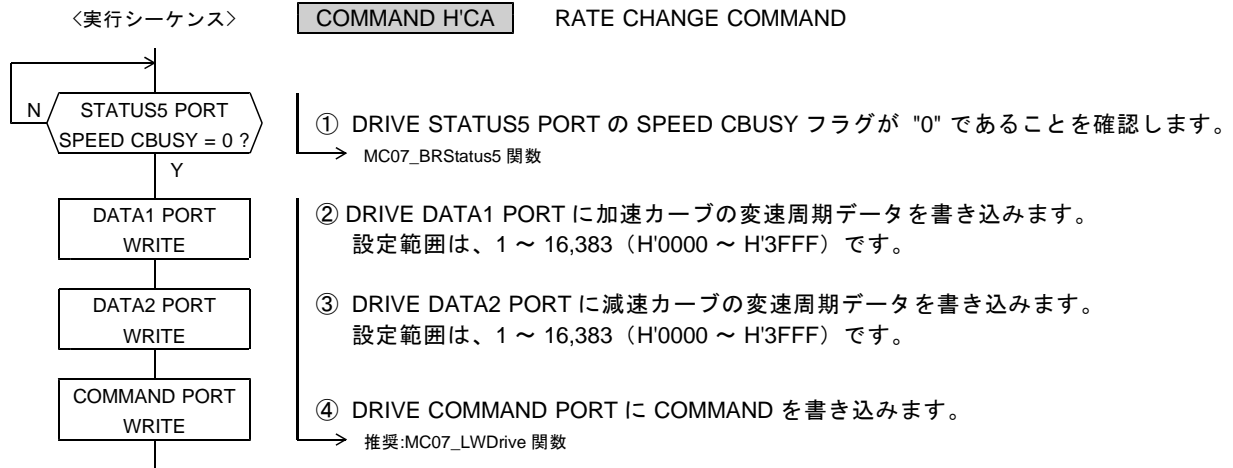 〈実行シーケンス〉 COMMAND H'CA RATE CHANGE COMMAND
N
STATUS5 PORT
SPEED CBUSY = 0 ?
Y
① DRIVE STATUS5 PORT の SPEED CBUSY フラグが "0" であることを確認します。
MC07_BRStatus5 関数
DATA1 PORT
WRITE
② DRIVE DATA1 PORT に加速カーブの変速周期データを書き込みます。
設定範囲は、1 ~ 16,383（H'0000 ~ H'3FFF）です。
DATA2 PORT
WRITE
③ DRIVE DATA2 PORT に減速カーブの変速周期データを書き込みます。
設定範囲は、1 ~ 16,383（H'0000 ~ H'3FFF）です。
COMMAND PORT
WRITE
④ DRIVE COMMAND PORT に COMMAND を書き込みます。
推奨:MC07_LWDrive 関数